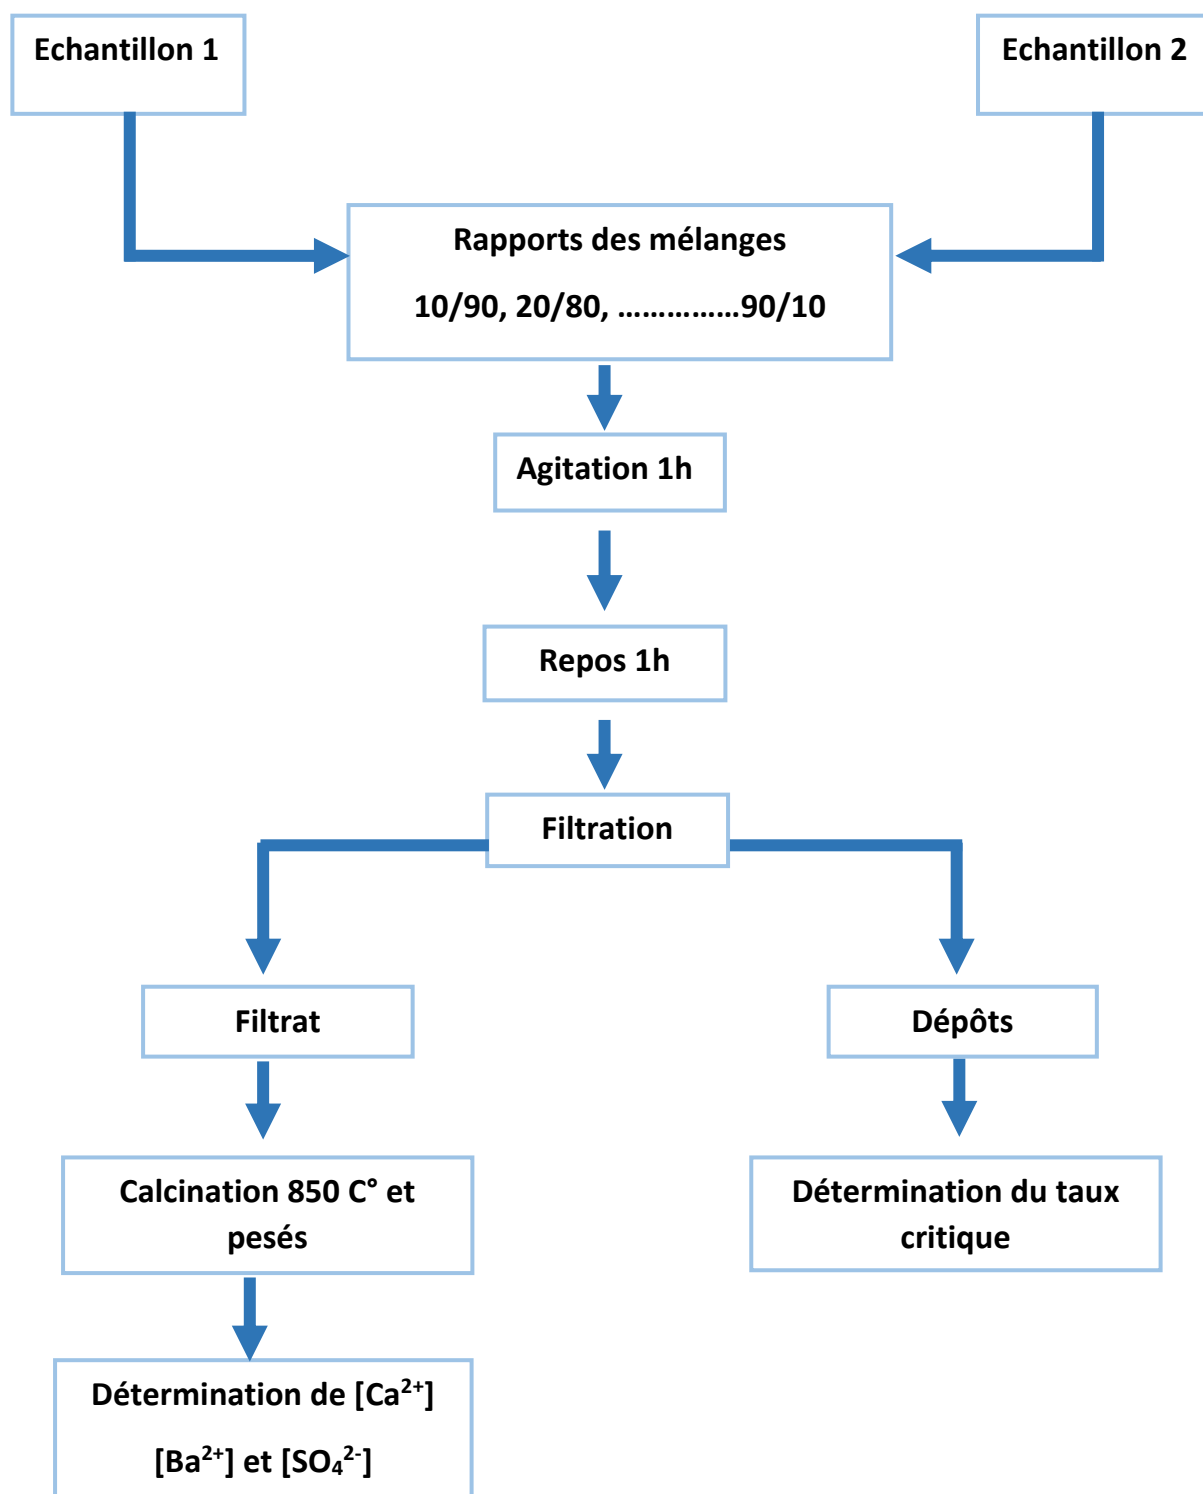 Echantillon 1
Echantillon 2
Rapports des mélanges
10/90, 20/80, ……………90/10
Agitation 1h
Repos 1h
Filtration
Filtrat
Dépôts
Calcination 850 C° et
pesés
Détermination du taux
critique
Détermination de [Ca²⁺]
[Ba²⁺] et [SO₄²⁻]